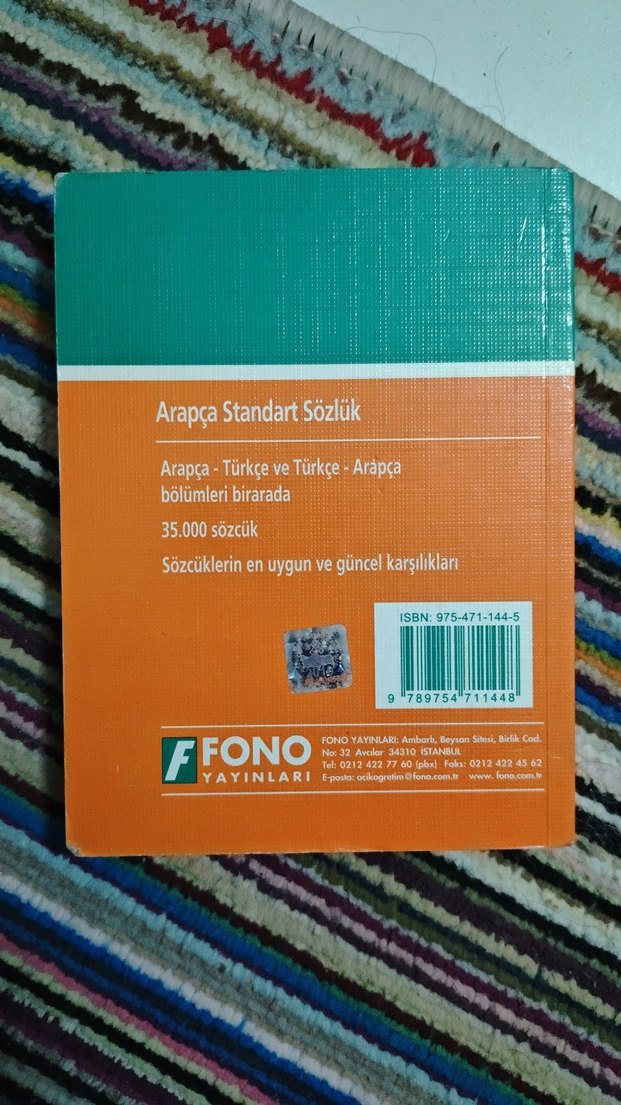 Arapça Standart Sözlük
Arapça - Türkçe ve Türkçe - Arapça
bölümleri birarada
35.000 sözcük
Sözcüklerin en uygun ve güncel karşılıkları
ISBN: 975-471-144-5
9 789754 711448
FONO
YAYINLARI
FONO YAYINLARI: Ambarlı, Beysan Sitesi, Birlik Cad.
No: 32 Avcılar 34310 İSTANBUL
Tel: 0212 422 77 60 (pbx) Faks: 0212 422 45 62
E-posta: acikogretim@fono.com.tr www. fono.com.tr